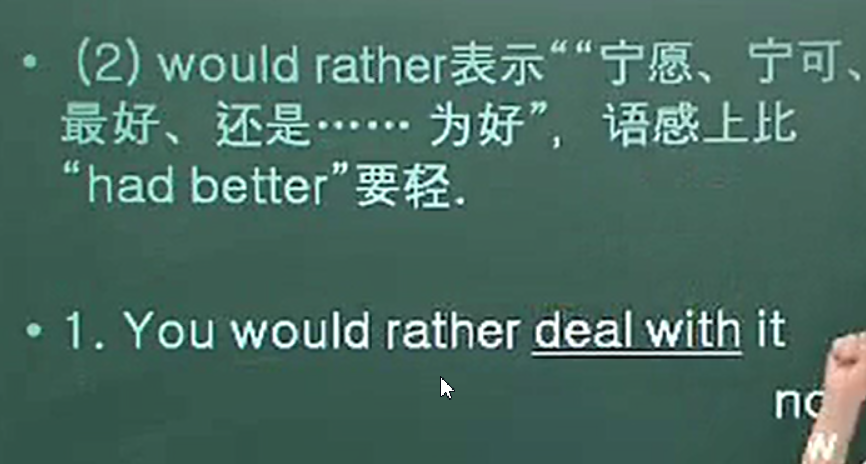 • (2) would rather表示““宁愿、宁可、
最好、还是…… 为好”，语感上比
“had better”要轻.
• 1. You would rather deal with it